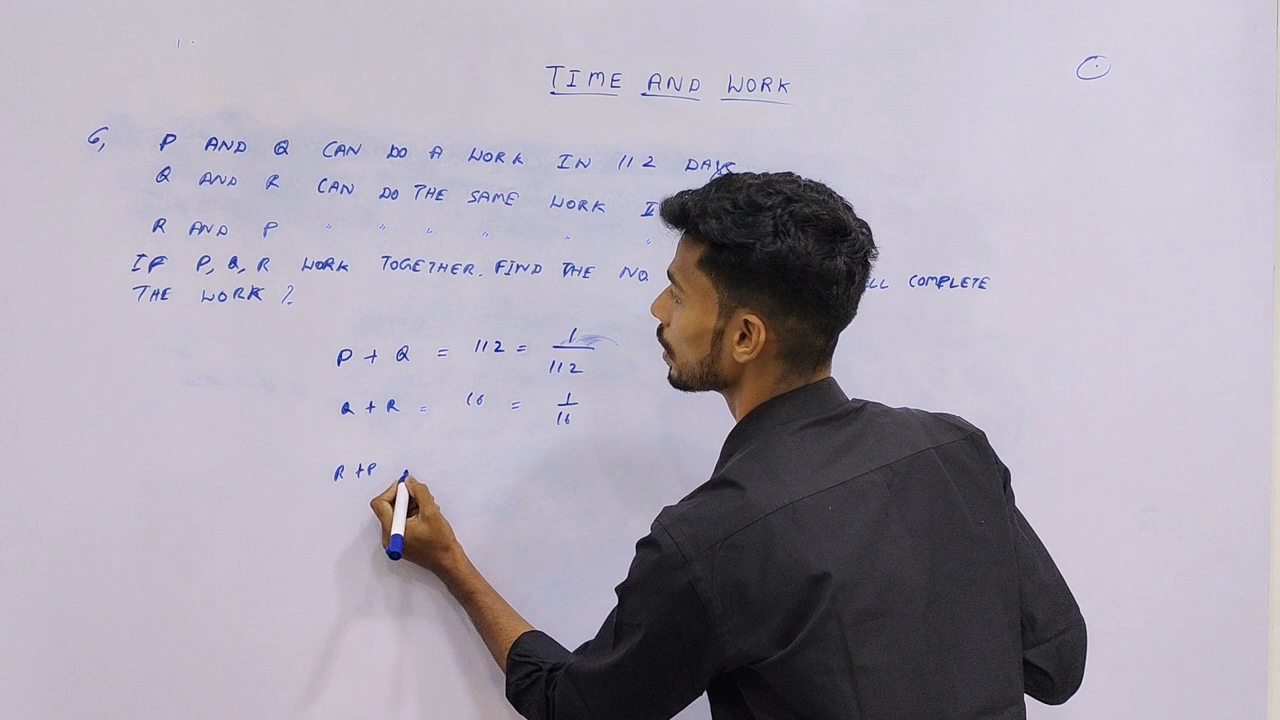 TIME AND WORK
6, P AND Q CAN DO A WORK IN 112 DAYS
Q AND R CAN DO THE SAME WORK I
R AND P " " " " " "
IF P, Q, R WORK TOGETHER. FIND THE NO LL COMPLETE
THE WORK ?
P + Q = 112 = 1/112
Q + R = 16 = 1/16
R + P